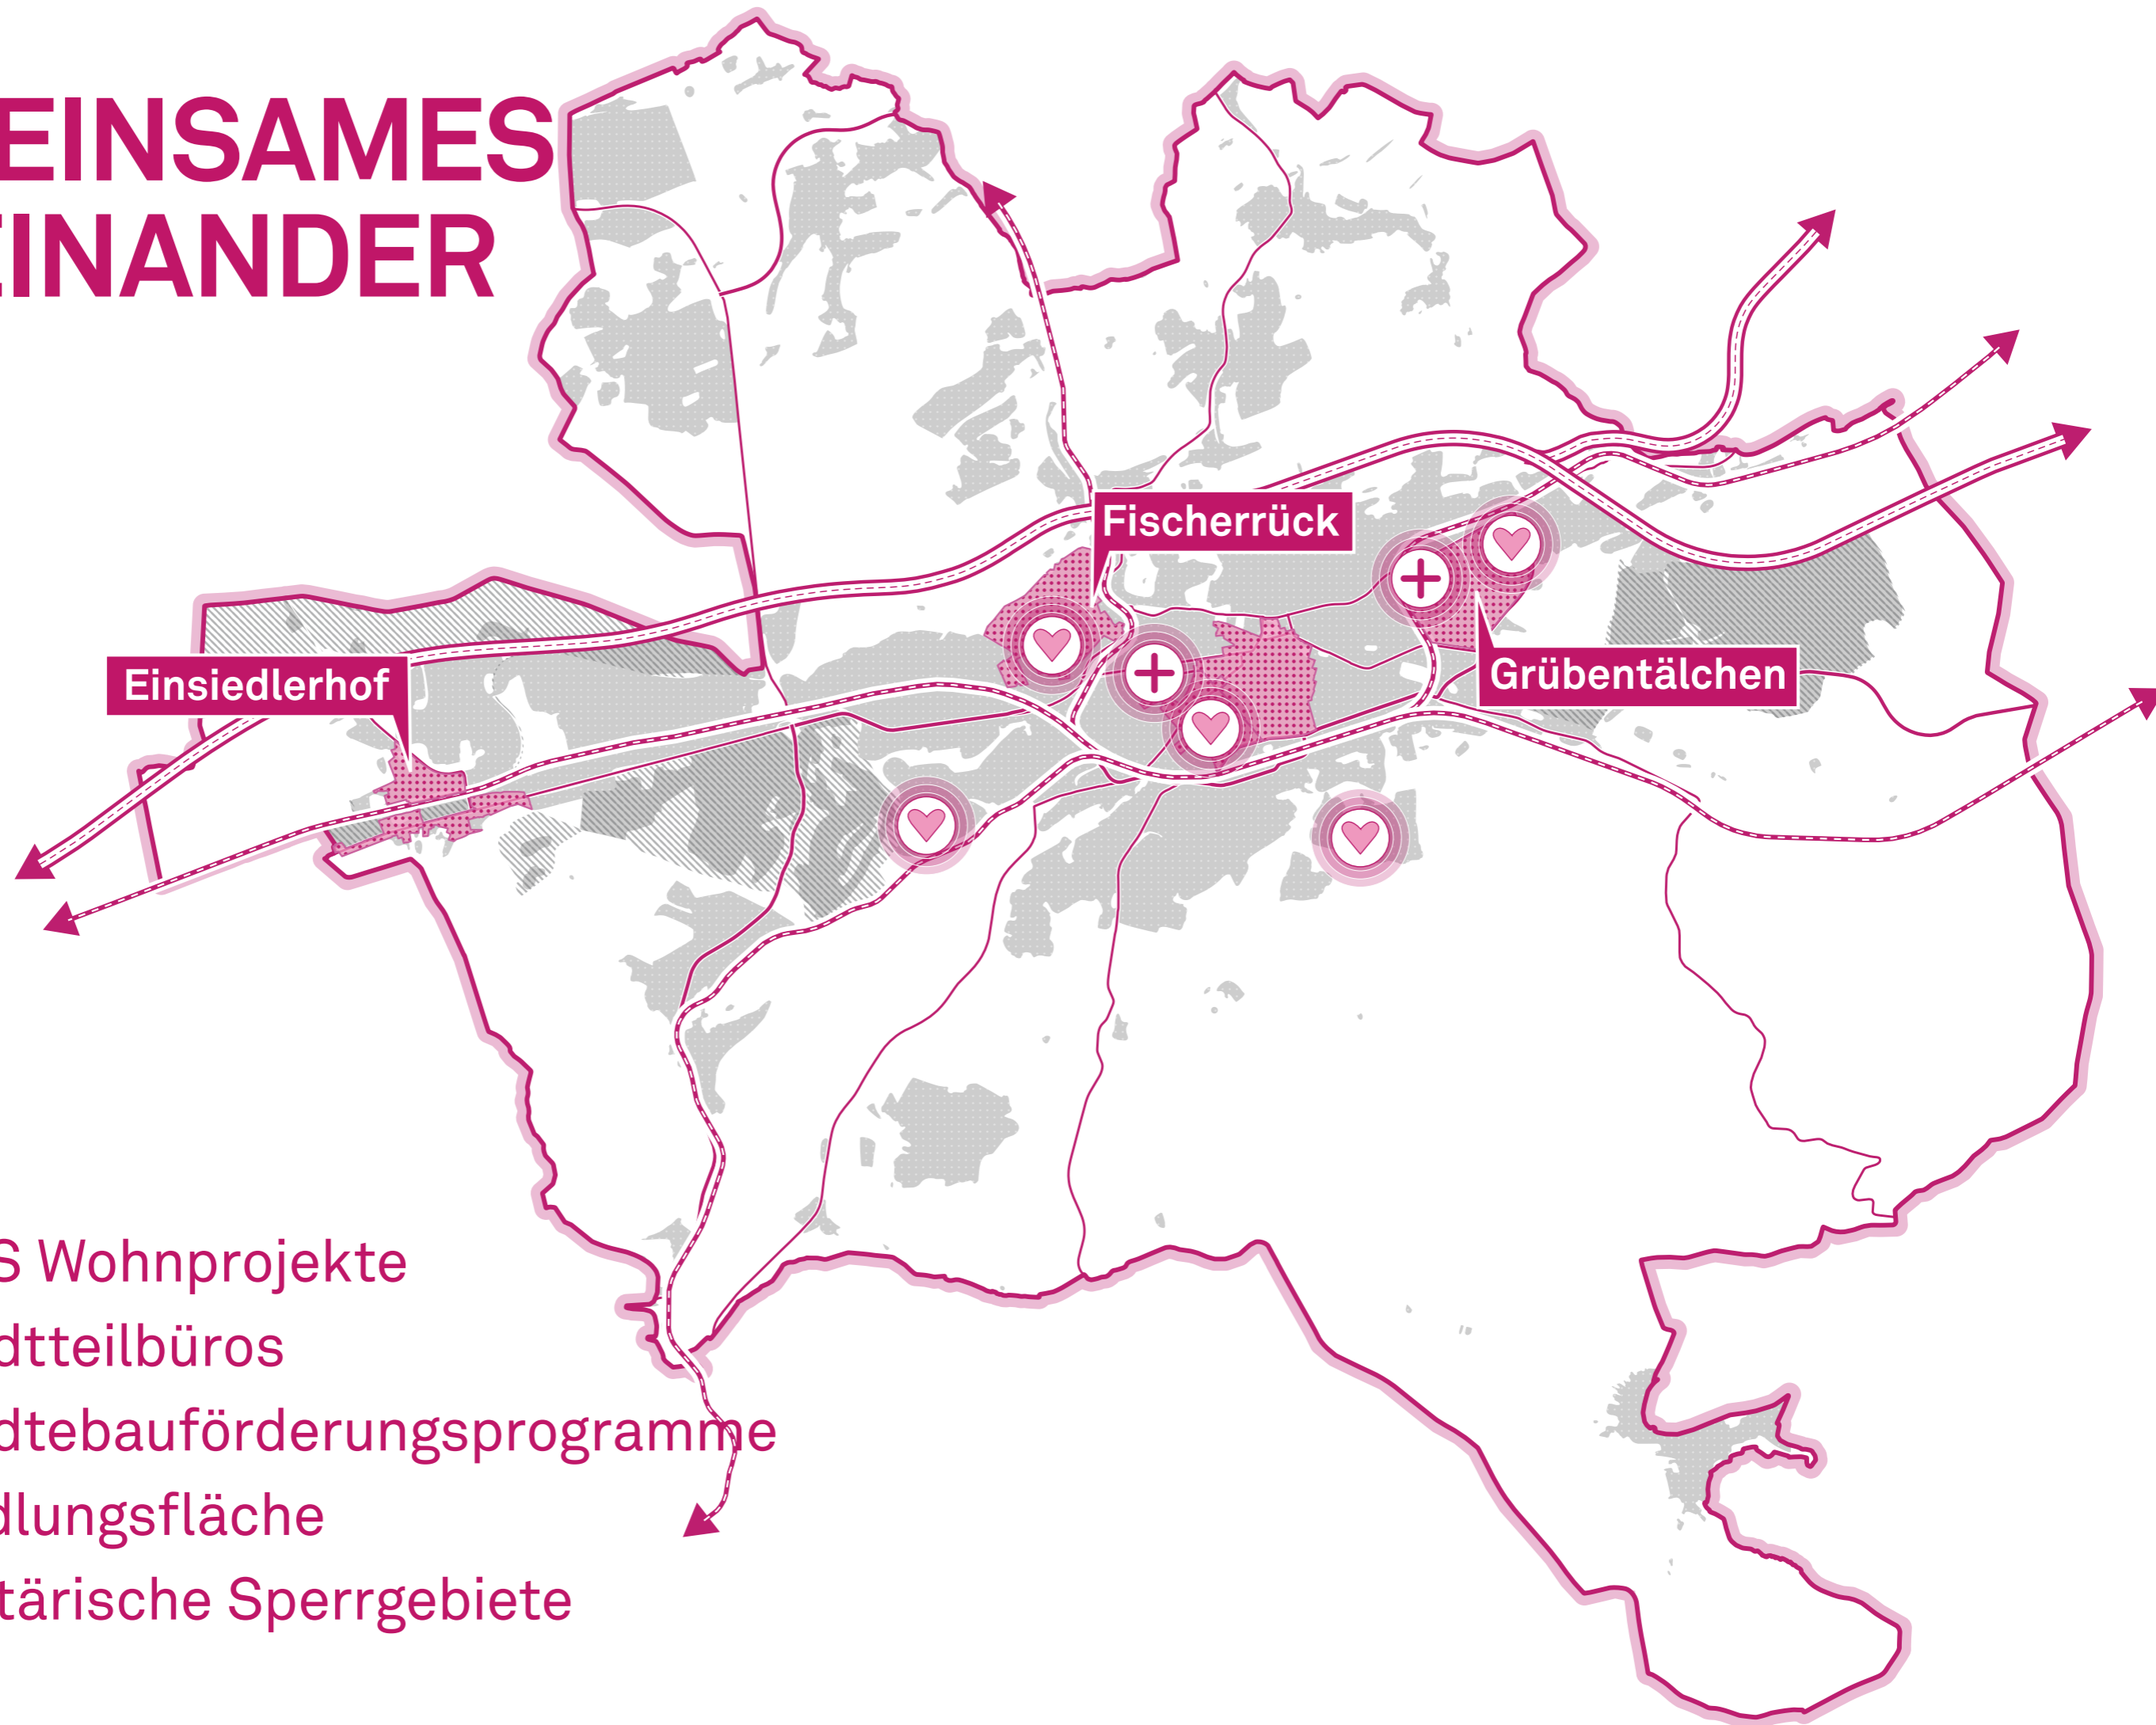 EINSAMES
EINANDER
Fischerrück
Einsiedlerhof
Grübentälchen
S Wohnprojekte
dtteilbüros
dtebauförderungsprogramme
dlungsfläche
tärische Sperrgebiete